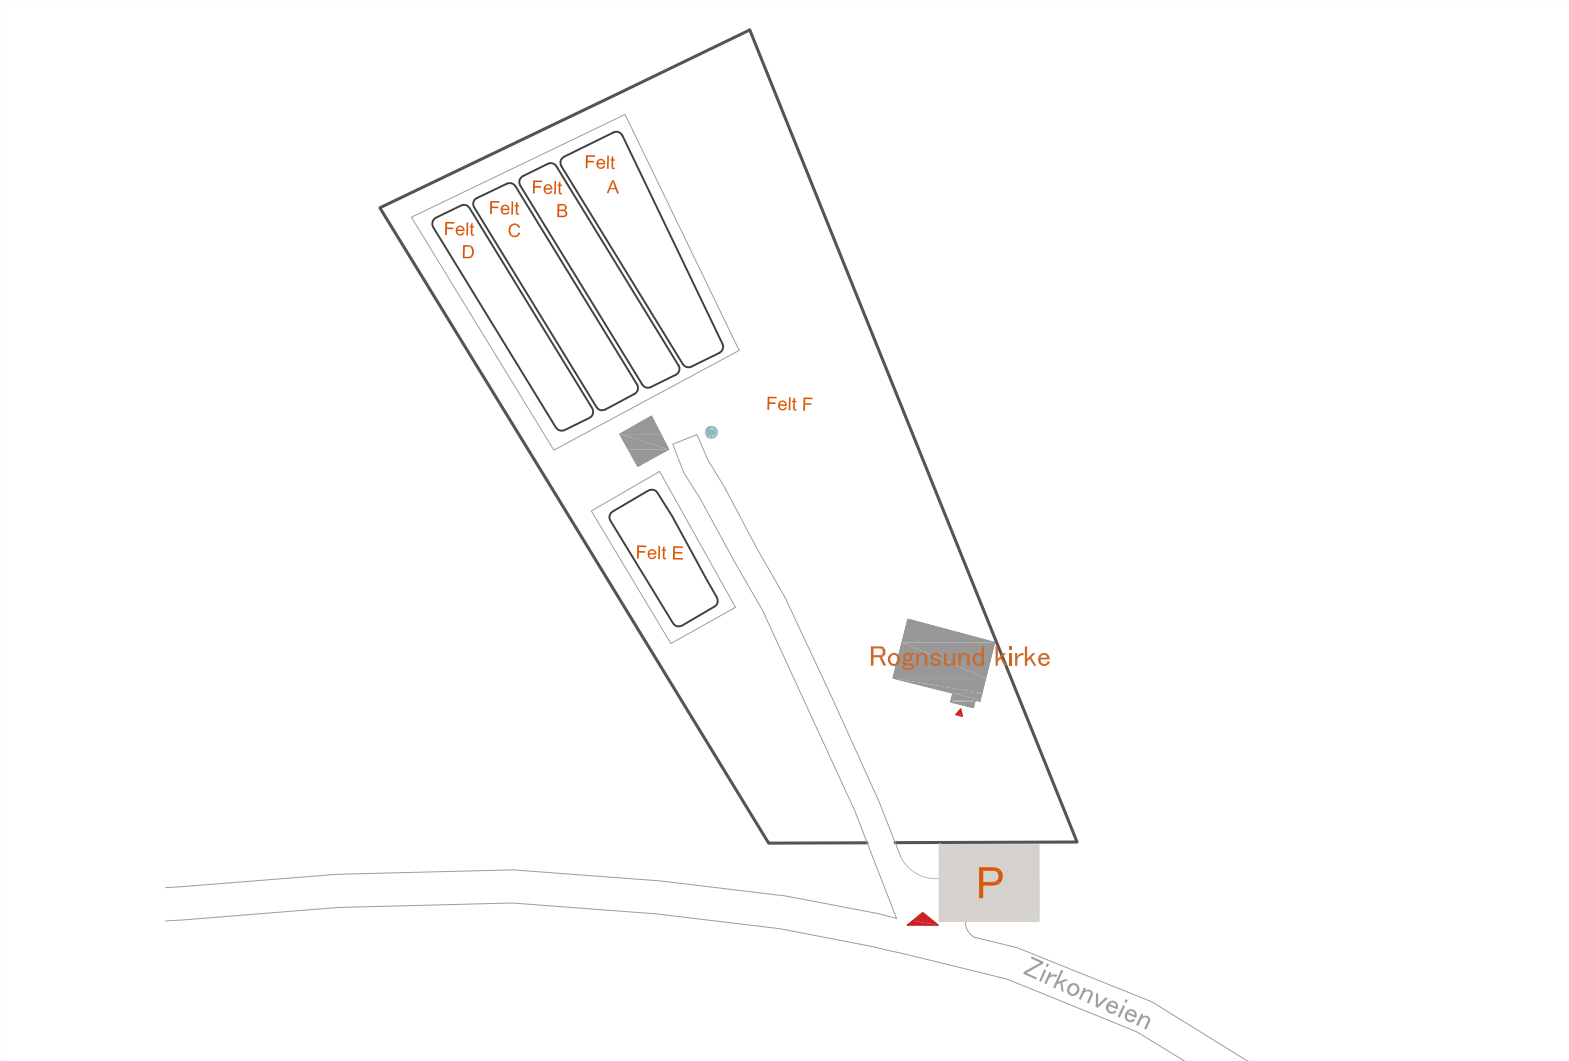 Felt
A
Felt
B
Felt
C
Felt
D
Felt F
Felt E
Rognsund kirke
P
Zirkonveien